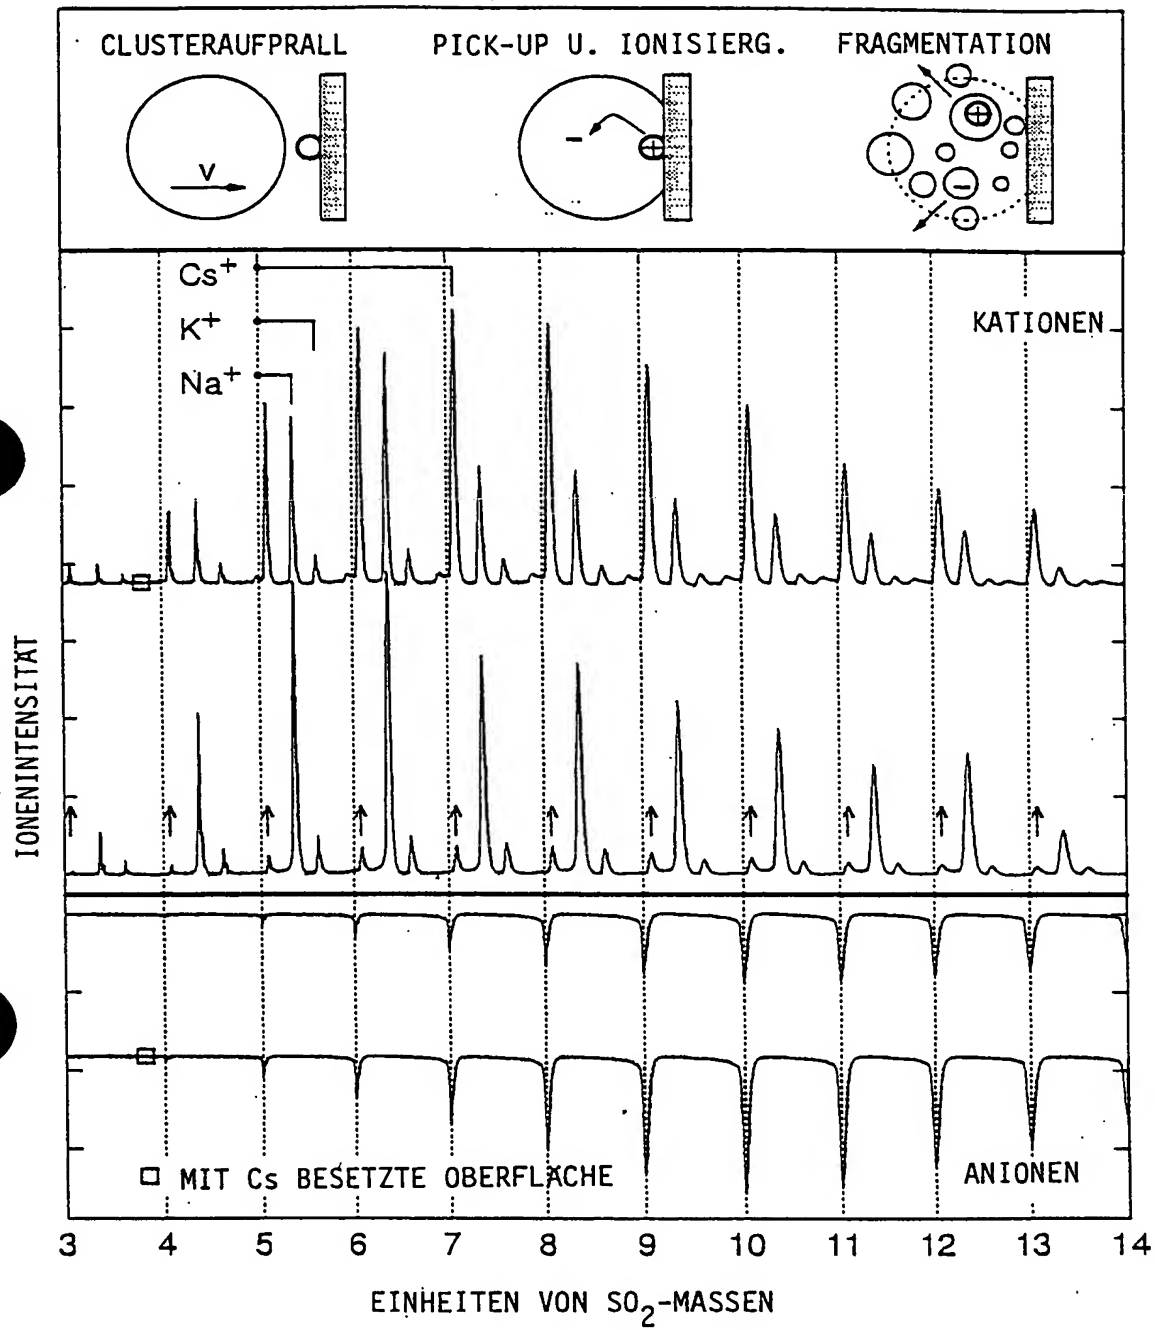 CLUSTERAUFPRALL PICK-UP U. IONISIERG. FRAGMENTATION
V
Cs+
K+
Na+
KATIONEN
IONENINTENSITÄT
□ MIT Cs BESETZTE OBERFLÄCHE
ANIONEN
3 4 5 6 7 8 9 10 11 12 13 14
EINHEITEN VON SO2-MASSEN